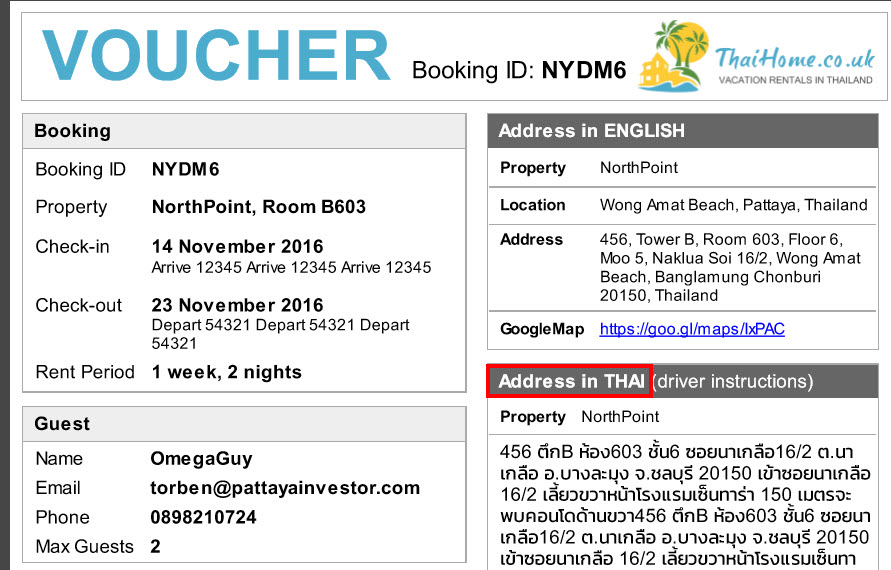 VOUCHER
Booking ID: NYDM6
ThaiHome.co.uk
VACATION RENTALS IN THAILAND
Booking
Booking ID NYDM6
Property NorthPoint, Room B603
Check-in 14 November 2016
Arrive 12345 Arrive 12345 Arrive 12345
Check-out 23 November 2016
Depart 54321 Depart 54321 Depart
54321
Rent Period 1 week, 2 nights
Guest
Name OmegaGuy
Email torben@pattayainvestor.com
Phone 0898210724
Max Guests 2
Address in ENGLISH
Property NorthPoint
Location Wong Amat Beach, Pattaya, Thailand
Address 456, Tower B, Room 603, Floor 6,
Moo 5, Naklua Soi 16/2, Wong Amat
Beach, Banglamung Chonburi
20150, Thailand
GoogleMap https://goo.gl/maps/IxPAC
Address in THAI (driver instructions)
Property NorthPoint
456 ตึกB ห้อง603 ชั้น6 ซอยนาเกลือ16/2 ต.นา
เกลือ อ.บางละมุง จ.ชลบุรี 20150 เข้าซอยนาเกลือ
16/2 เลี้ยวขวาหน้าโรงแรมเซ็นทาร่า 150 เมตรจะ
พบคอนโดด้านขวา456 ตึกB ห้อง603 ชั้น6 ซอยนา
เกลือ16/2 ต.นาเกลือ อ.บางละมุง จ.ชลบุรี 20150
เข้าซอยนาเกลือ 16/2 เลี้ยวขวาหน้าโรงแรมเซ็นทา